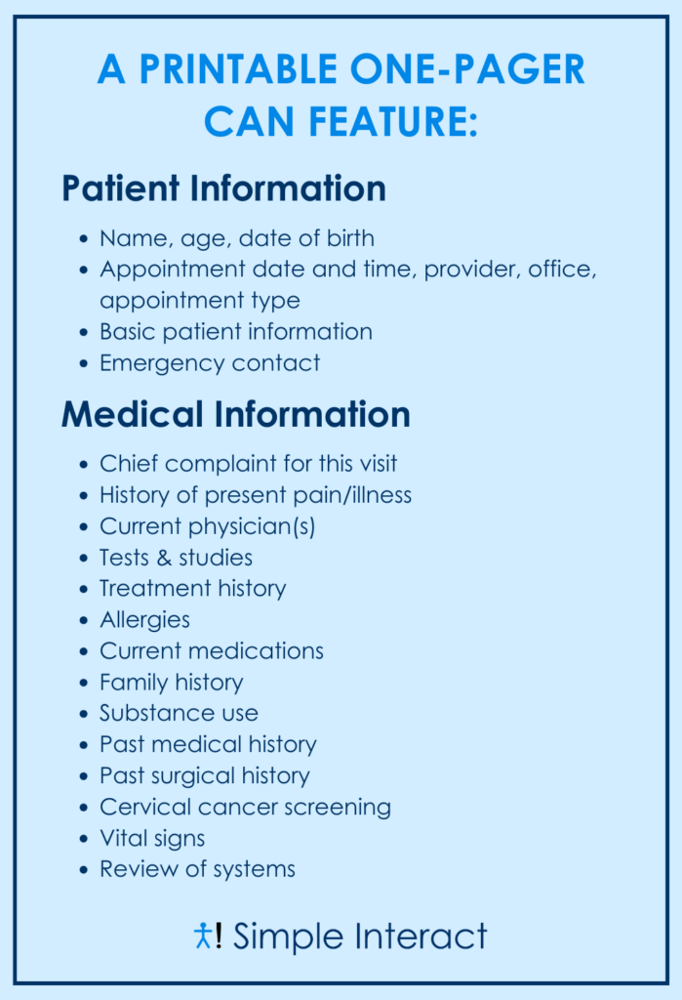 A PRINTABLE ONE-PAGER
CAN FEATURE:
Patient Information
• Name, age, date of birth
• Appointment date and time, provider, office,
appointment type
• Basic patient information
• Emergency contact
Medical Information
• Chief complaint for this visit
• History of present pain/illness
• Current physician(s)
• Tests & studies
• Treatment history
• Allergies
• Current medications
• Family history
• Substance use
• Past medical history
• Past surgical history
• Cervical cancer screening
• Vital signs
• Review of systems
! Simple Interact